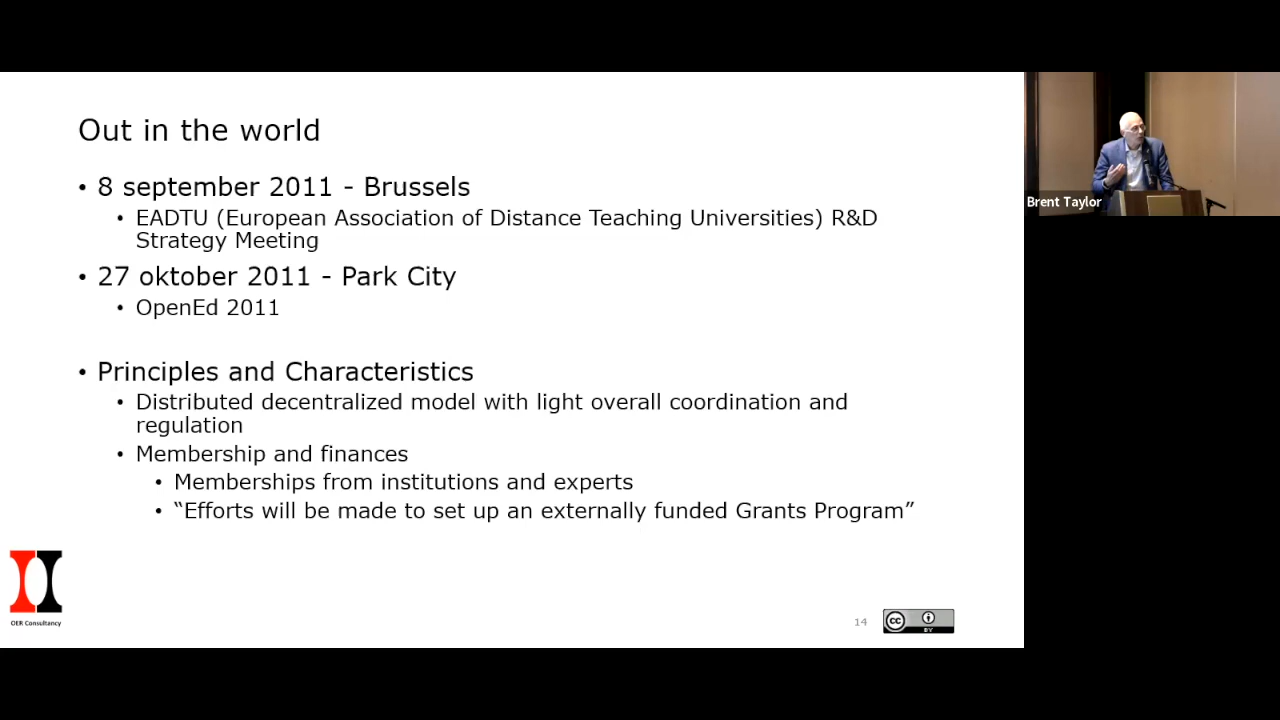 Out in the world
• 8 september 2011 - Brussels
• EADTU (European Association of Distance Teaching Universities) R&D
Strategy Meeting
• 27 oktober 2011 - Park City
• OpenEd 2011
• Principles and Characteristics
• Distributed decentralized model with light overall coordination and
regulation
• Membership and finances
• Memberships from institutions and experts
• “Efforts will be made to set up an externally funded Grants Program”
OER Consultancy
14
cc
BY
Brent Taylor